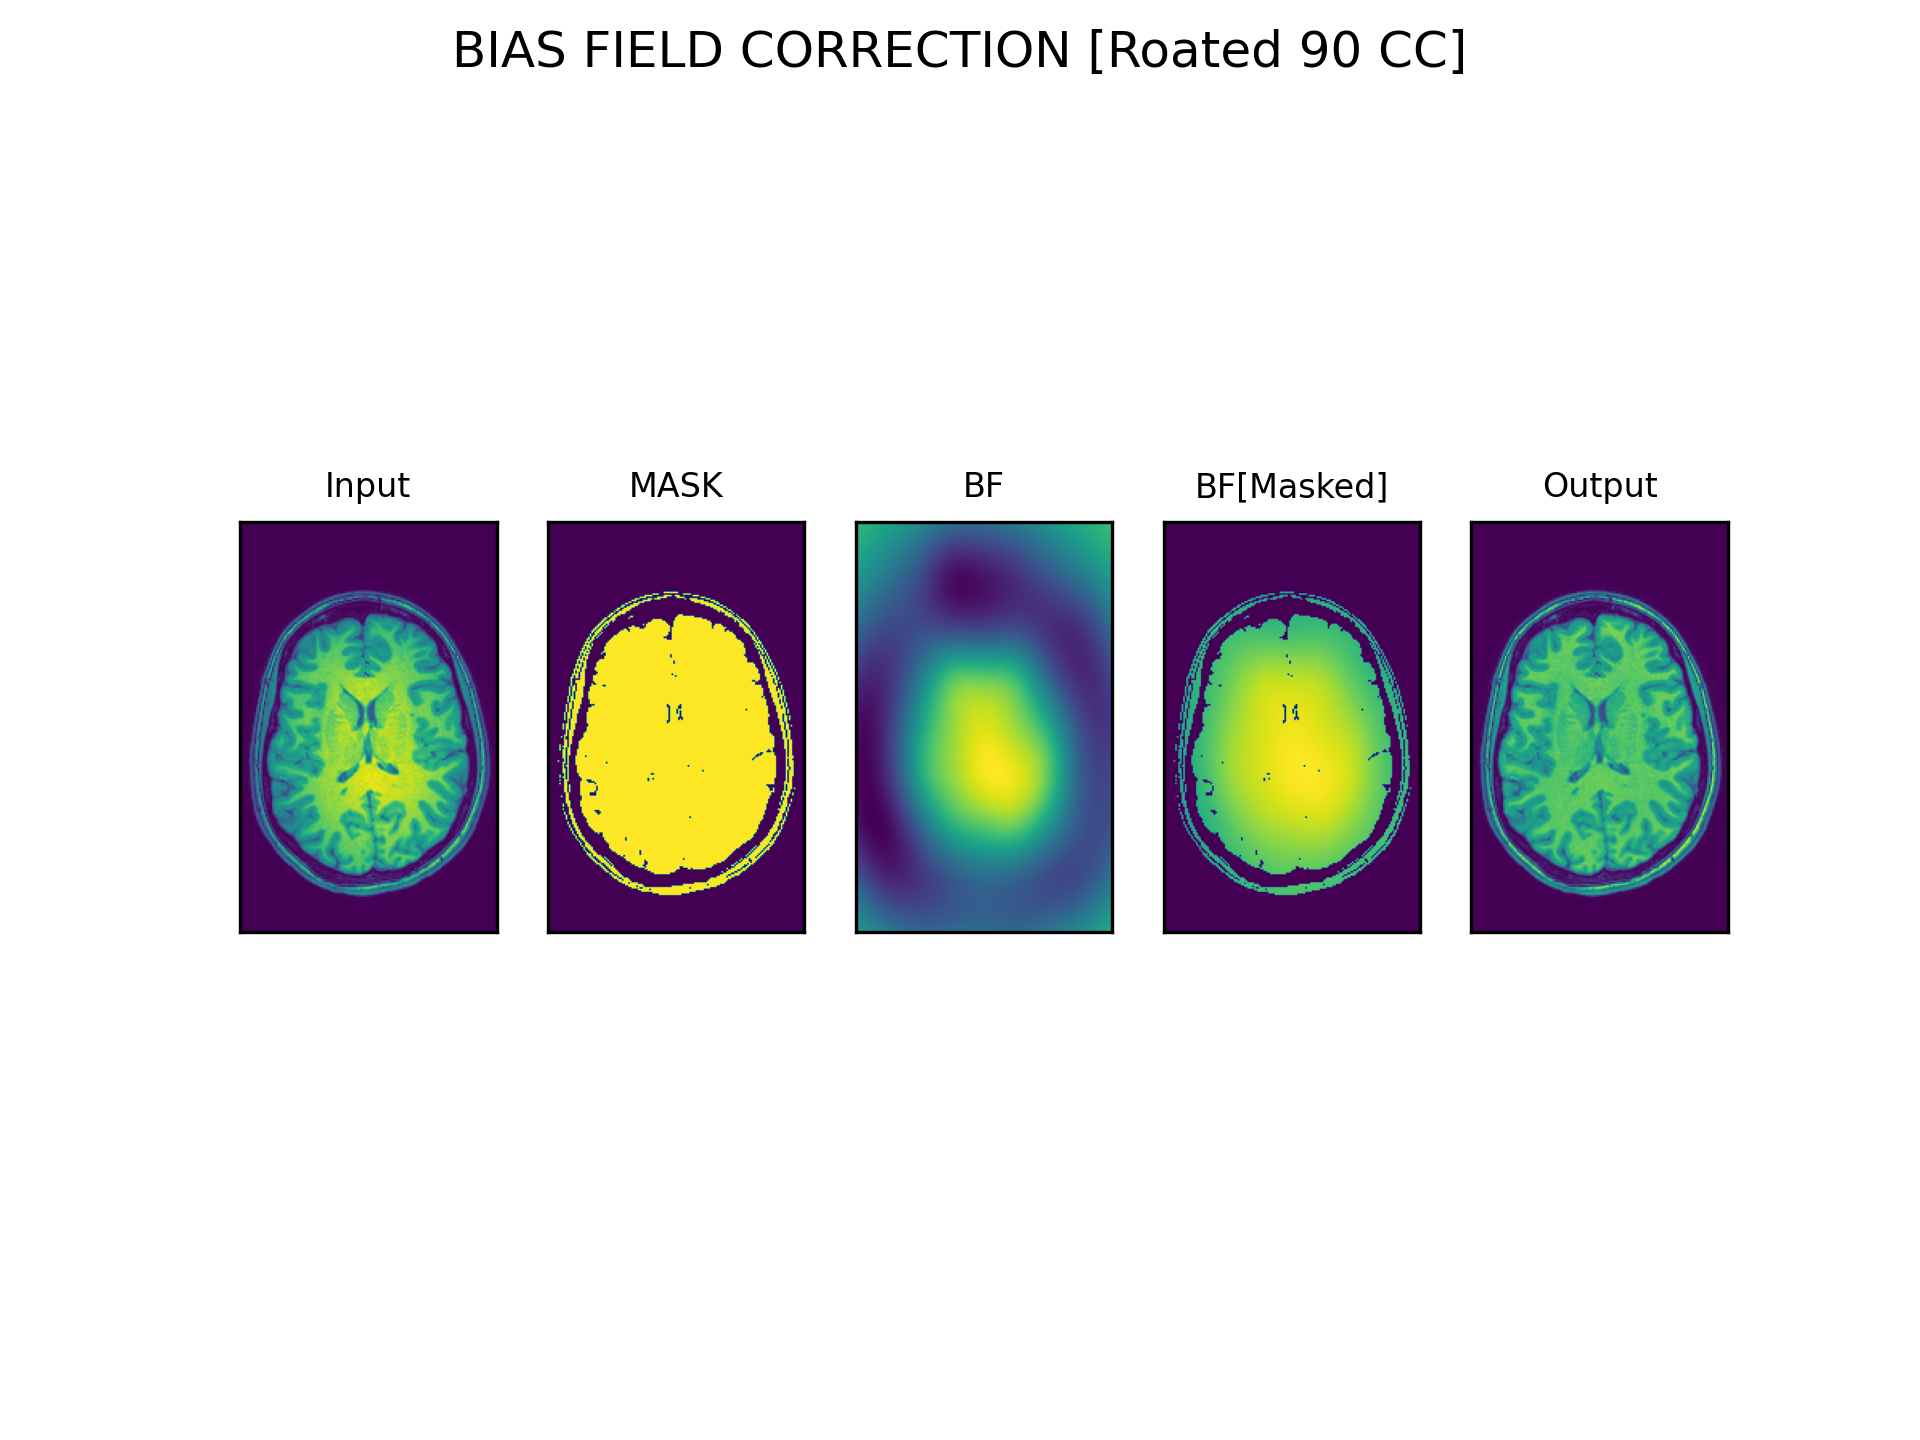 BIAS FIELD CORRECTION [Roated 90 CC]
Input
MASK
BF
BF[Masked]
Output